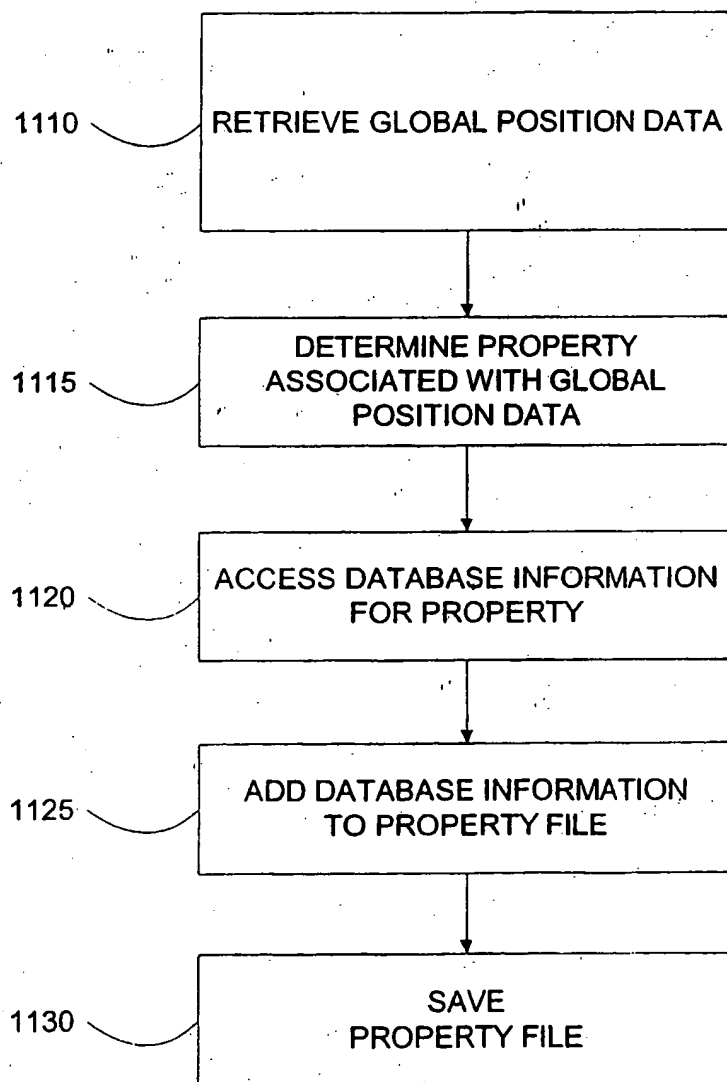 1110
RETRIEVE GLOBAL POSITION DATA
1115
DETERMINE PROPERTY
ASSOCIATED WITH GLOBAL
POSITION DATA
1120
ACCESS DATABASE INFORMATION
FOR PROPERTY
1125
ADD DATABASE INFORMATION
TO PROPERTY FILE
1130
SAVE
PROPERTY FILE